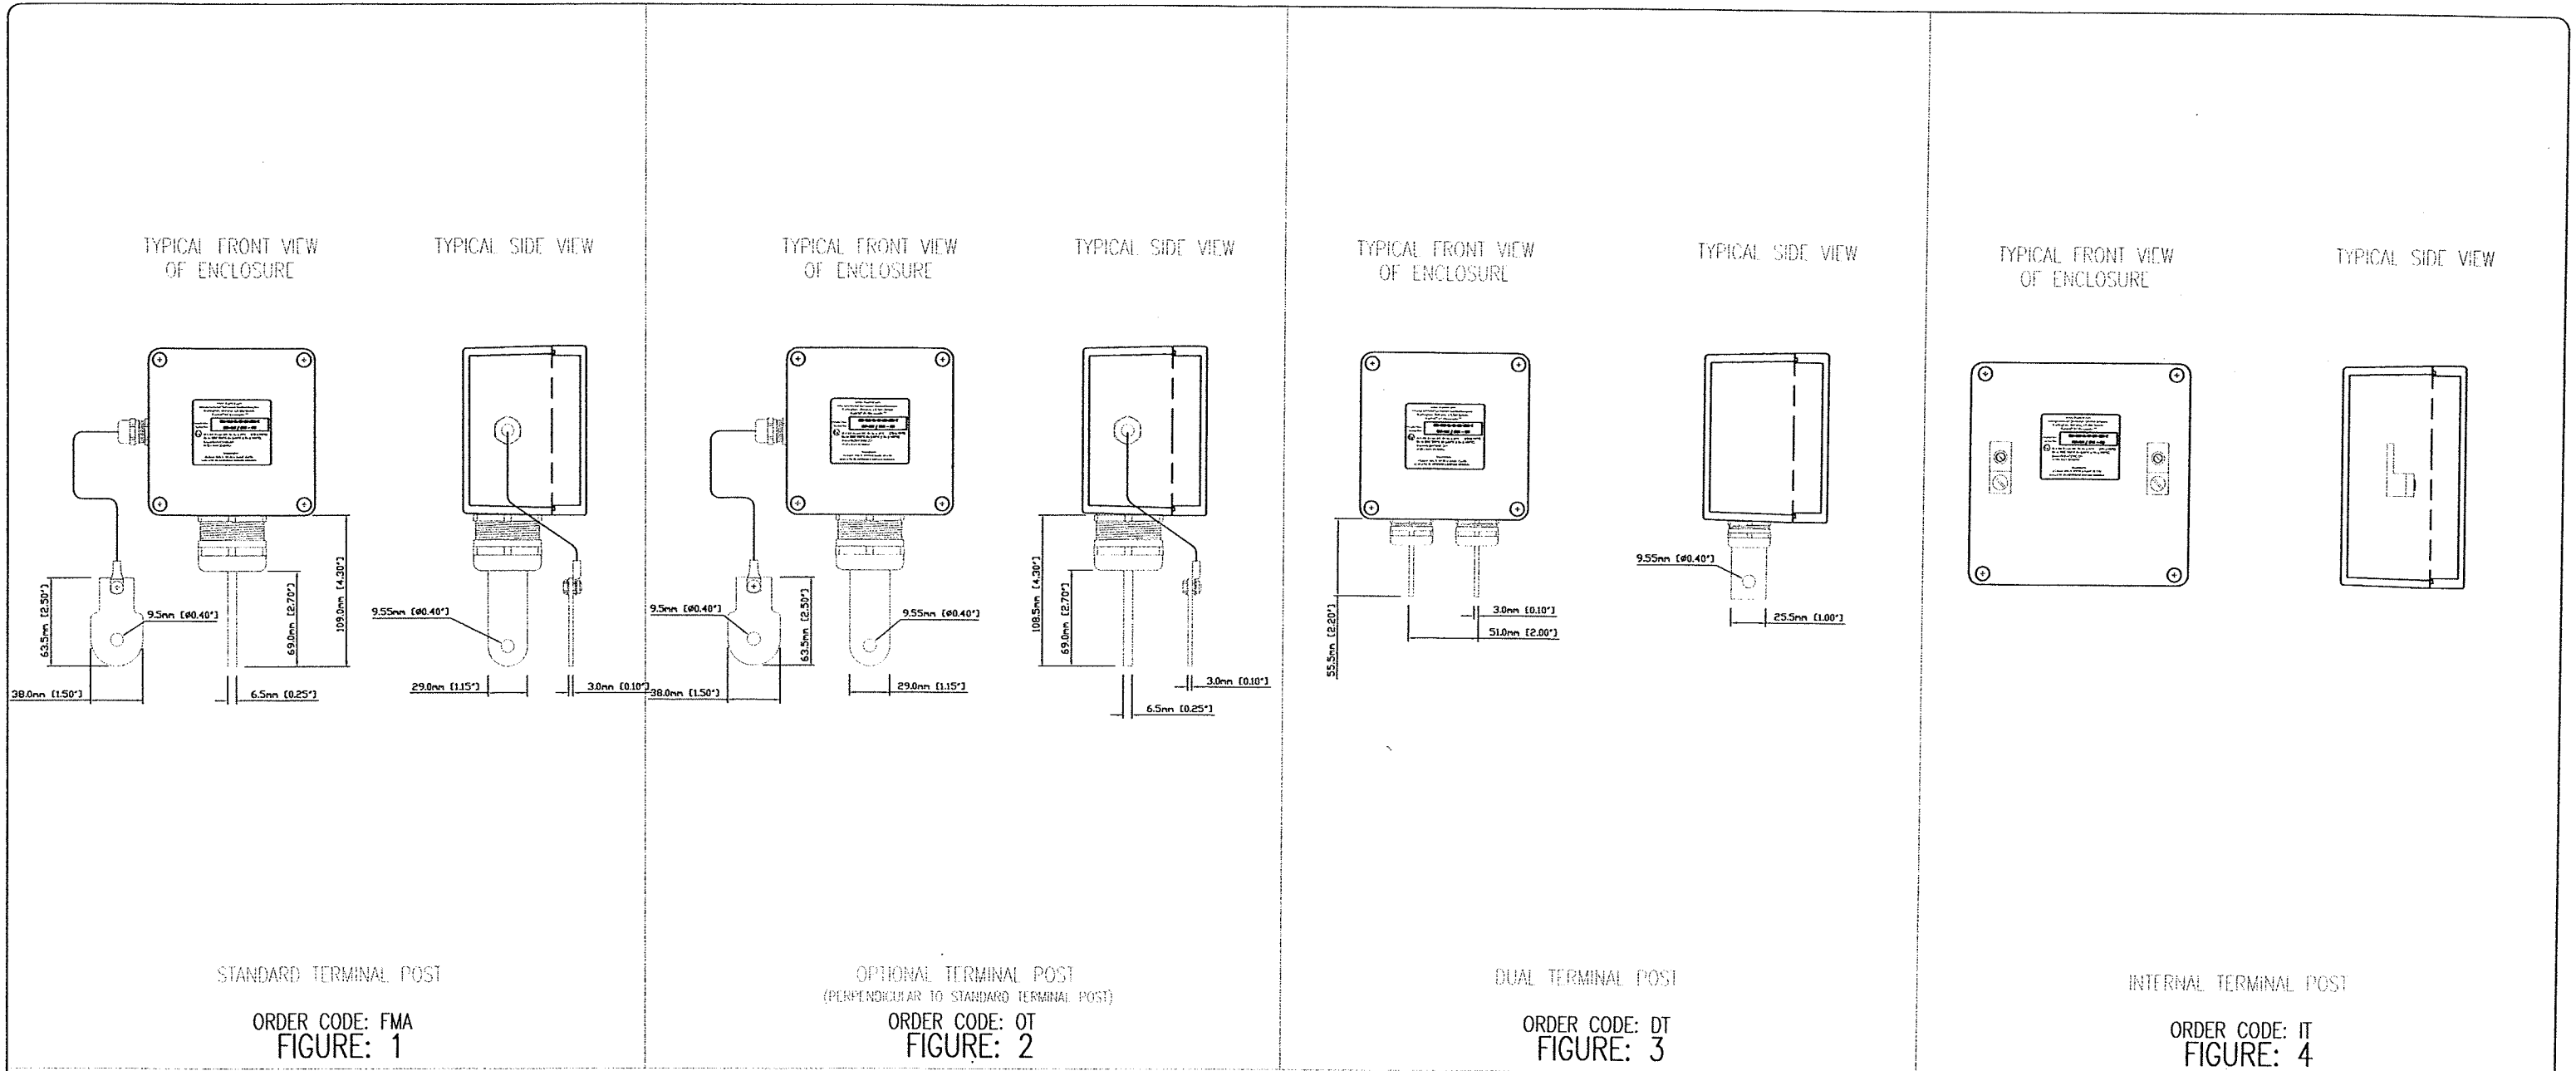 TYPICAL FRONT VIEW
OF ENCLOSURE
TYPICAL SIDE VIEW
63.5mm [2.50"]
9.5mm [ø0.40"]
38.0mm [1.50"]
6.5mm [0.25"]
69.0mm [2.70"]
109.0mm [4.30"]
9.55mm [ø0.40"]
29.0mm [1.15"]
3.0mm [0.10"]
STANDARD TERMINAL POST
ORDER CODE: FMA
FIGURE: 1
TYPICAL FRONT VIEW
OF ENCLOSURE
TYPICAL SIDE VIEW
9.5mm [ø0.40"]
63.5mm [2.50"]
38.0mm [1.50"]
9.55mm [ø0.40"]
29.0mm [1.15"]
108.5mm [4.30"]
69.0mm [2.70"]
3.0mm [0.10"]
6.5mm [0.25"]
OPTIONAL TERMINAL POST
(PERPENDICULAR TO STANDARD TERMINAL POST)
ORDER CODE: OT
FIGURE: 2
TYPICAL FRONT VIEW
OF ENCLOSURE
TYPICAL SIDE VIEW
55.5mm [2.20"]
3.0mm [0.10"]
51.0mm [2.00"]
9.55mm [ø0.40"]
25.5mm [1.00"]
DUAL TERMINAL POST
ORDER CODE: DT
FIGURE: 3
TYPICAL FRONT VIEW
OF ENCLOSURE
TYPICAL SIDE VIEW
INTERNAL TERMINAL POST
ORDER CODE: IT
FIGURE: 4